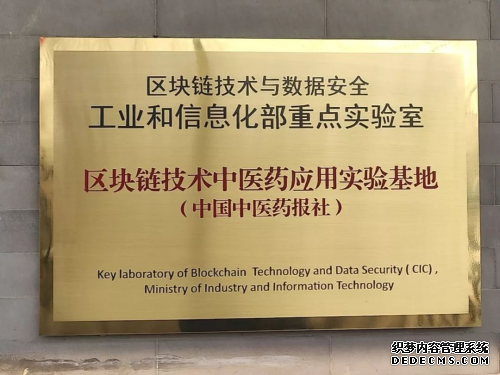 区块链技术与数据安全
工业和信息化部重点实验室
区块链技术中医药应用实验基地
（中国中医药报社）
Key laboratory of Blockchain Technology and Data Security ( CIC) ,
Ministry of Industry and Information Technology
织梦内容管理系统
DEDECMS.COM